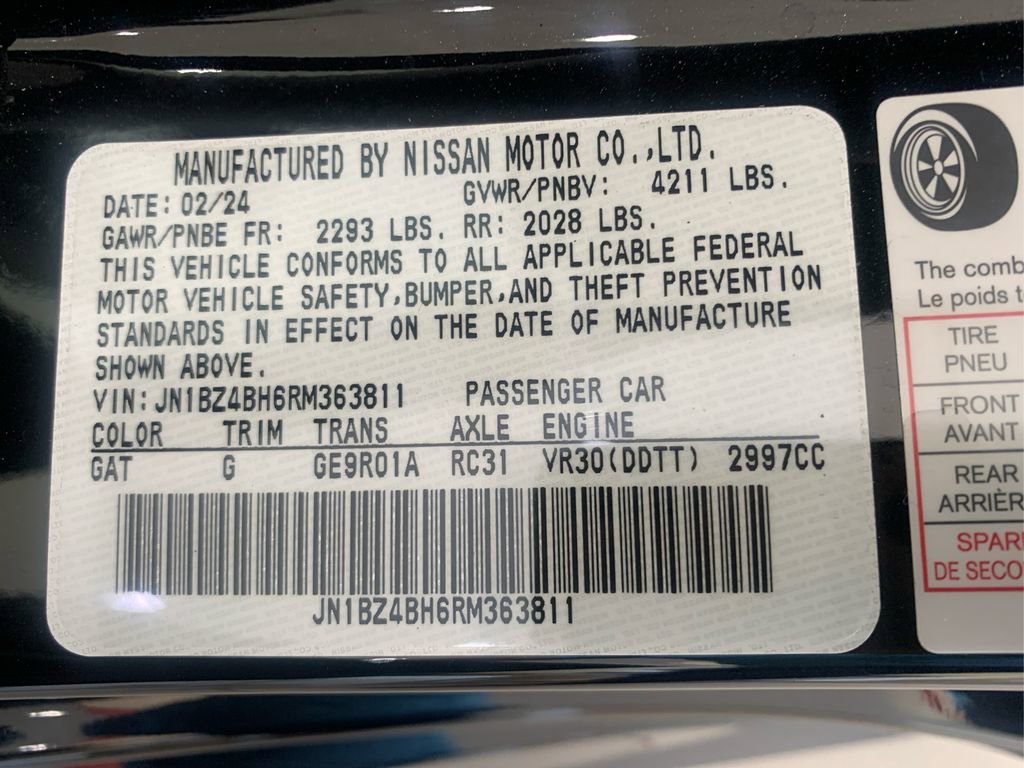 MANUFACTURED BY NISSAN MOTOR CO.,LTD.
DATE: 02/24 GVWR/PNBV: 4211 LBS.
GAWR/PNBE FR: 2293 LBS. RR: 2028 LBS.
THIS VEHICLE CONFORMS TO ALL APPLICABLE FEDERAL
MOTOR VEHICLE SAFETY,BUMPER,AND THEFT PREVENTION
STANDARDS IN EFFECT ON THE DATE OF MANUFACTURE
SHOWN ABOVE.
VIN: JN1BZ4BH6RM363811 PASSENGER CAR
COLOR TRIM TRANS AXLE ENGINE
GAT G GE9R01A RC31 VR30(DDTT) 2997CC
JN1BZ4BH6RM363811
The comb
Le poids t
TIRE
PNEU
FRONT
AVANT
REAR
ARRIÈR
SPAR
DE SECO